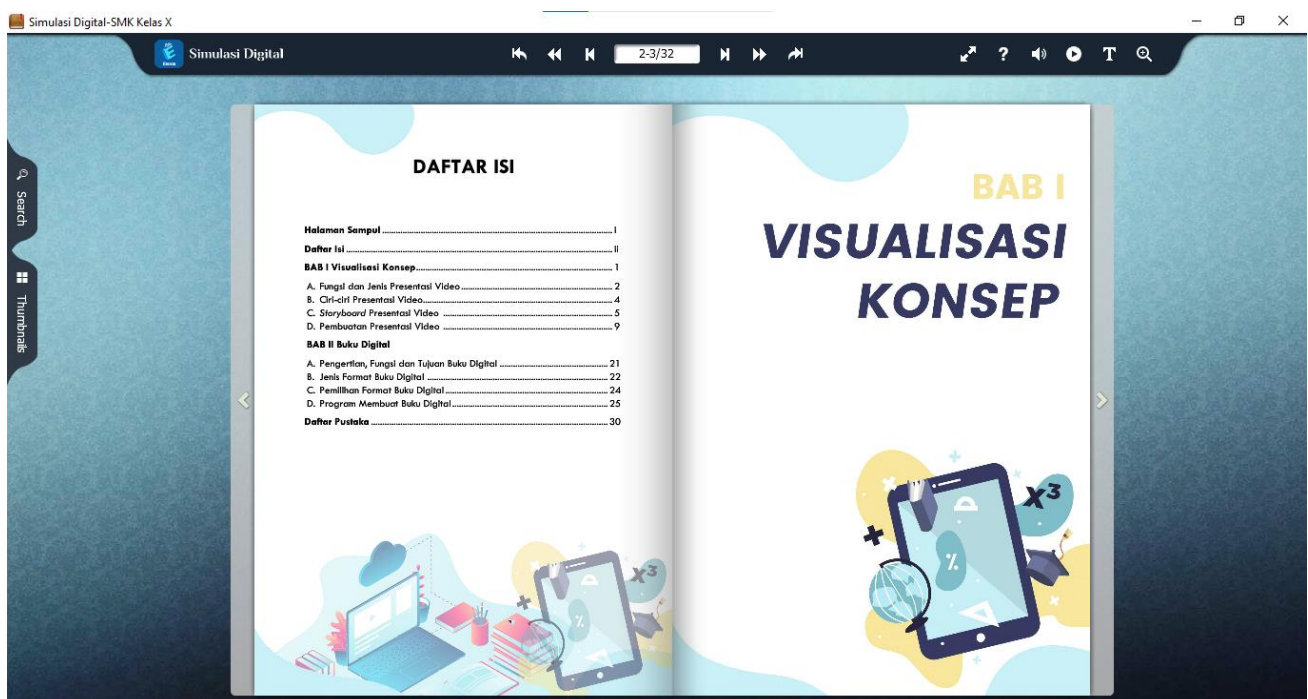 Simulasi Digital-SMK Kelas X
Simulasi Digital
2-3/32
?
T
Search
Thumbnails
DAFTAR ISI
Halaman Sampul ........ I
Daftar Isi ........ II
BAB I Visualisasi Konsep ........ 1
A. Fungsi dan Jenis Presentasi Video ........ 2
B. Ciri-ciri Presentasi Video ........ 4
C. Storyboard Presentasi Video ........ 5
D. Pembuatan Presentasi Video ........ 9
BAB II Buku Digital
A. Pengertian, Fungsi dan Tujuan Buku Digital ........ 21
B. Jenis Format Buku Digital ........ 22
C. Pemilihan Format Buku Digital ........ 24
D. Program Membuat Buku Digital ........ 25
Daftar Pustaka ........ 30
x³
%
BAB I
VISUALISASI
KONSEP
x³
%